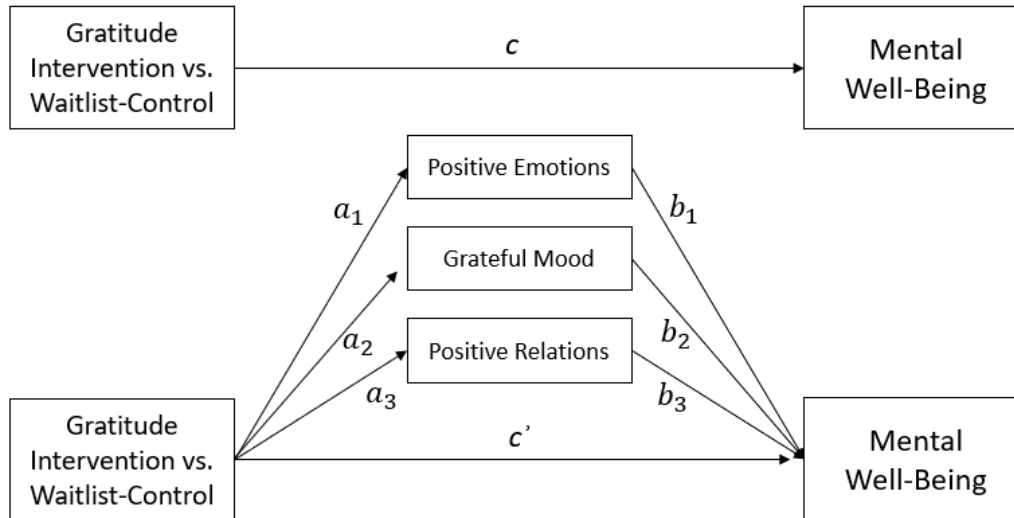 Gratitude
Intervention vs.
Waitlist-Control
c
Mental
Well-Being
Positive Emotions
a₁
b₁
Grateful Mood
a₂
b₂
Positive Relations
a₃
b₃
Gratitude
Intervention vs.
Waitlist-Control
c’
Mental
Well-Being